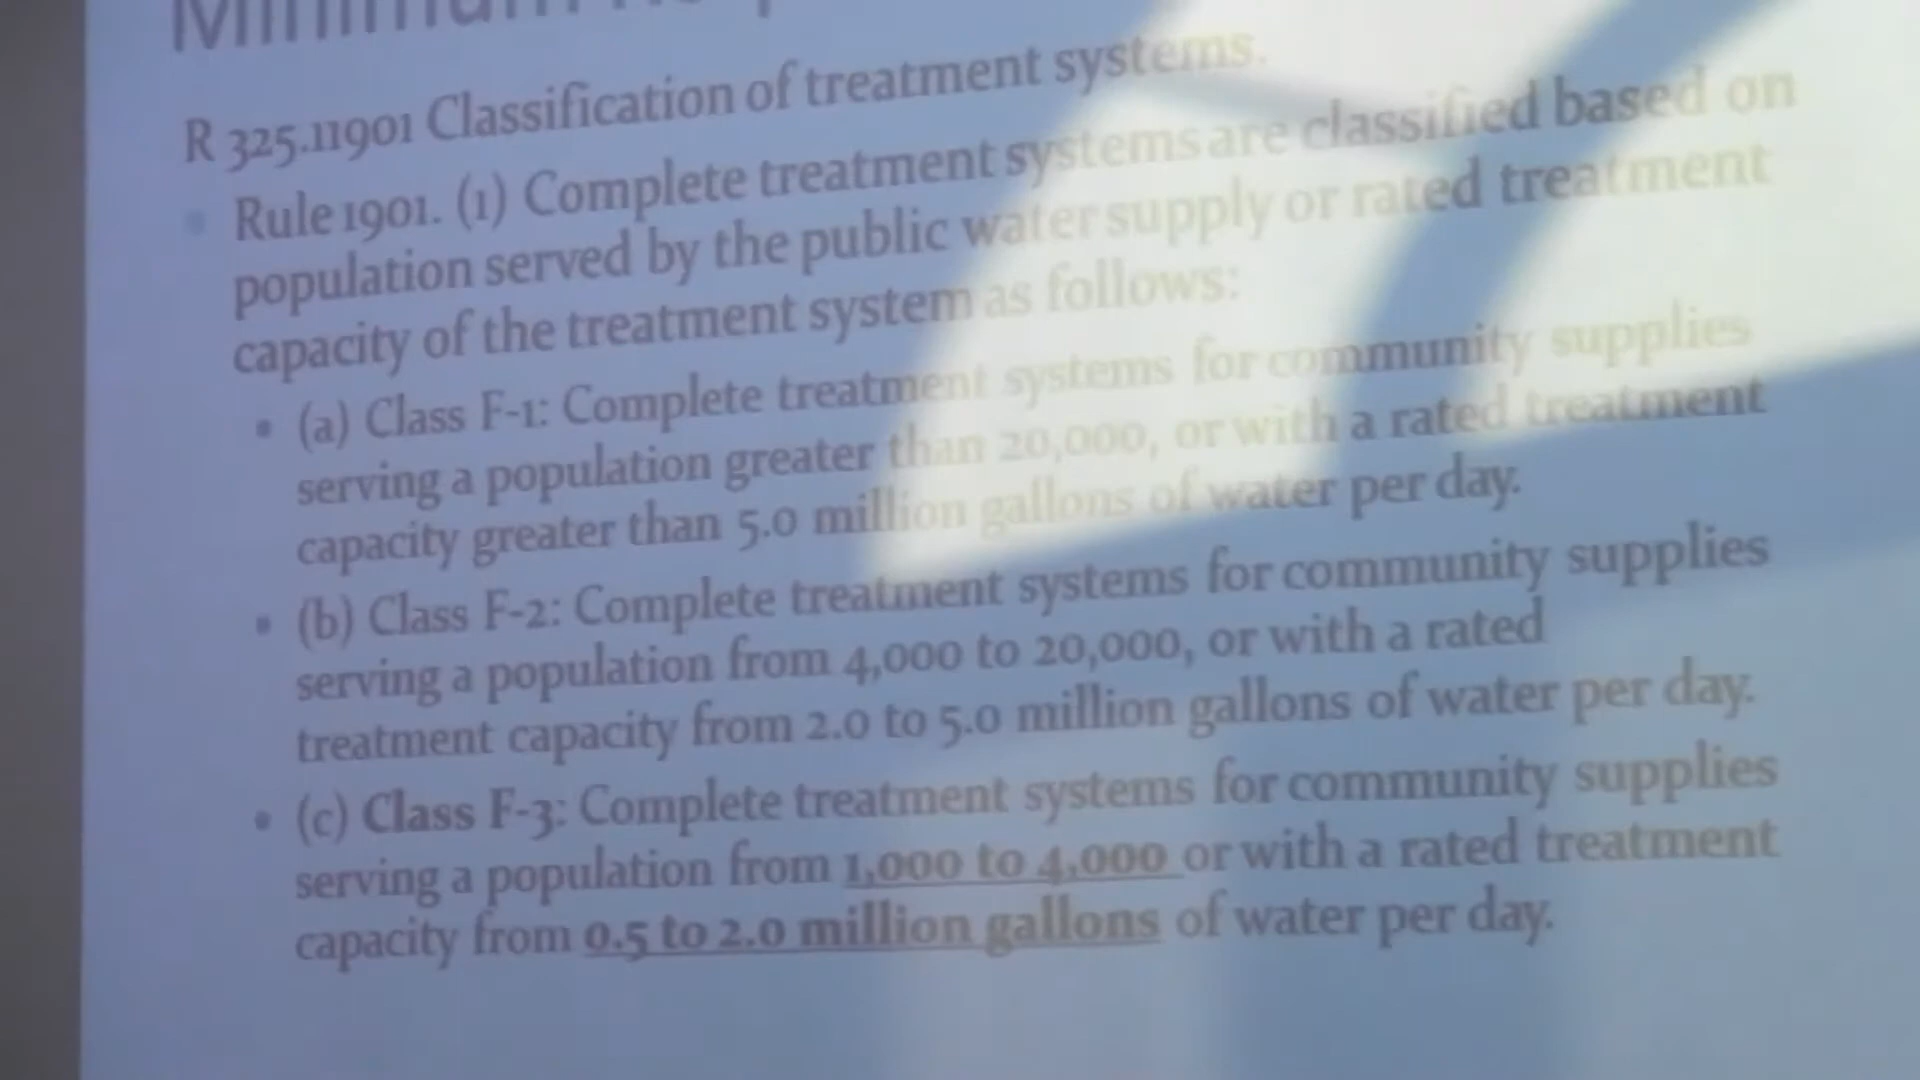 R 325.11901 Classification of treatment systems.
Rule 1901. (1) Complete treatment systems are classified based on
population served by the public water supply or rated treatment
capacity of the treatment system as follows:
(a) Class F-1: Complete treatment systems for community supplies
serving a population greater than 20,000, or with a rated treatment
capacity greater than 5.0 million gallons of water per day.
(b) Class F-2: Complete treatment systems for community supplies
serving a population from 4,000 to 20,000, or with a rated
treatment capacity from 2.0 to 5.0 million gallons of water per day.
(c) Class F-3: Complete treatment systems for community supplies
serving a population from 1,000 to 4,000 or with a rated treatment
capacity from 0.5 to 2.0 million gallons of water per day.